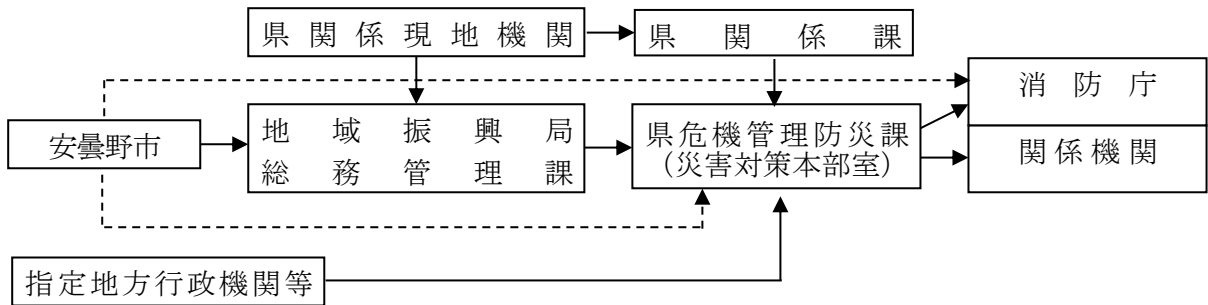 県関係現地機関
県関係課
消防庁
安曇野市
地域振興局
総務管理課
県危機管理防災課
（災害対策本部室）
関係機関
指定地方行政機関等